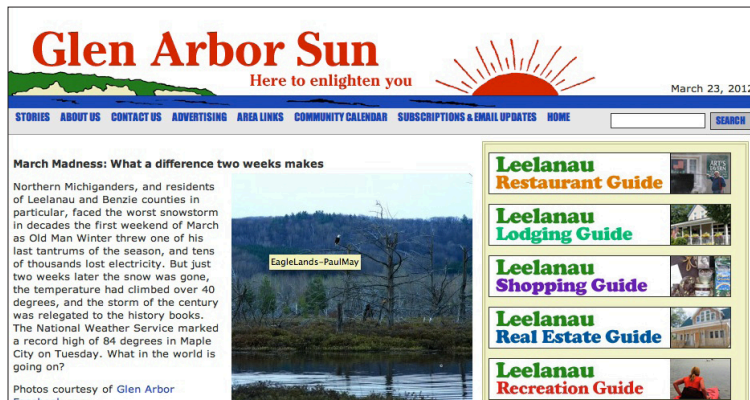 Glen Arbor Sun
Here to enlighten you
March 23, 2012
STORIES ABOUT US CONTACT US ADVERTISING AREA LINKS COMMUNITY CALENDAR SUBSCRIPTIONS & EMAIL UPDATES HOME SEARCH
March Madness: What a difference two weeks makes
Northern Michiganders, and residents
of Leelanau and Benzie counties in
particular, faced the worst snowstorm
in decades the first weekend of March
as Old Man Winter threw one of his
last tantrums of the season, and tens
of thousands lost electricity. But just
two weeks later the snow was gone,
the temperature had climbed over 40
degrees, and the storm of the century
was relegated to the history books.
The National Weather Service marked
a record high of 84 degrees in Maple
City on Tuesday. What in the world is
going on?
Photos courtesy of Glen Arbor
EagleLands-PaulMay
Leelanau
Restaurant Guide
ART'S
TAVERN
Leelanau
Lodging Guide
Leelanau
Shopping Guide
Leelanau
Real Estate Guide
Leelanau
Recreation Guide